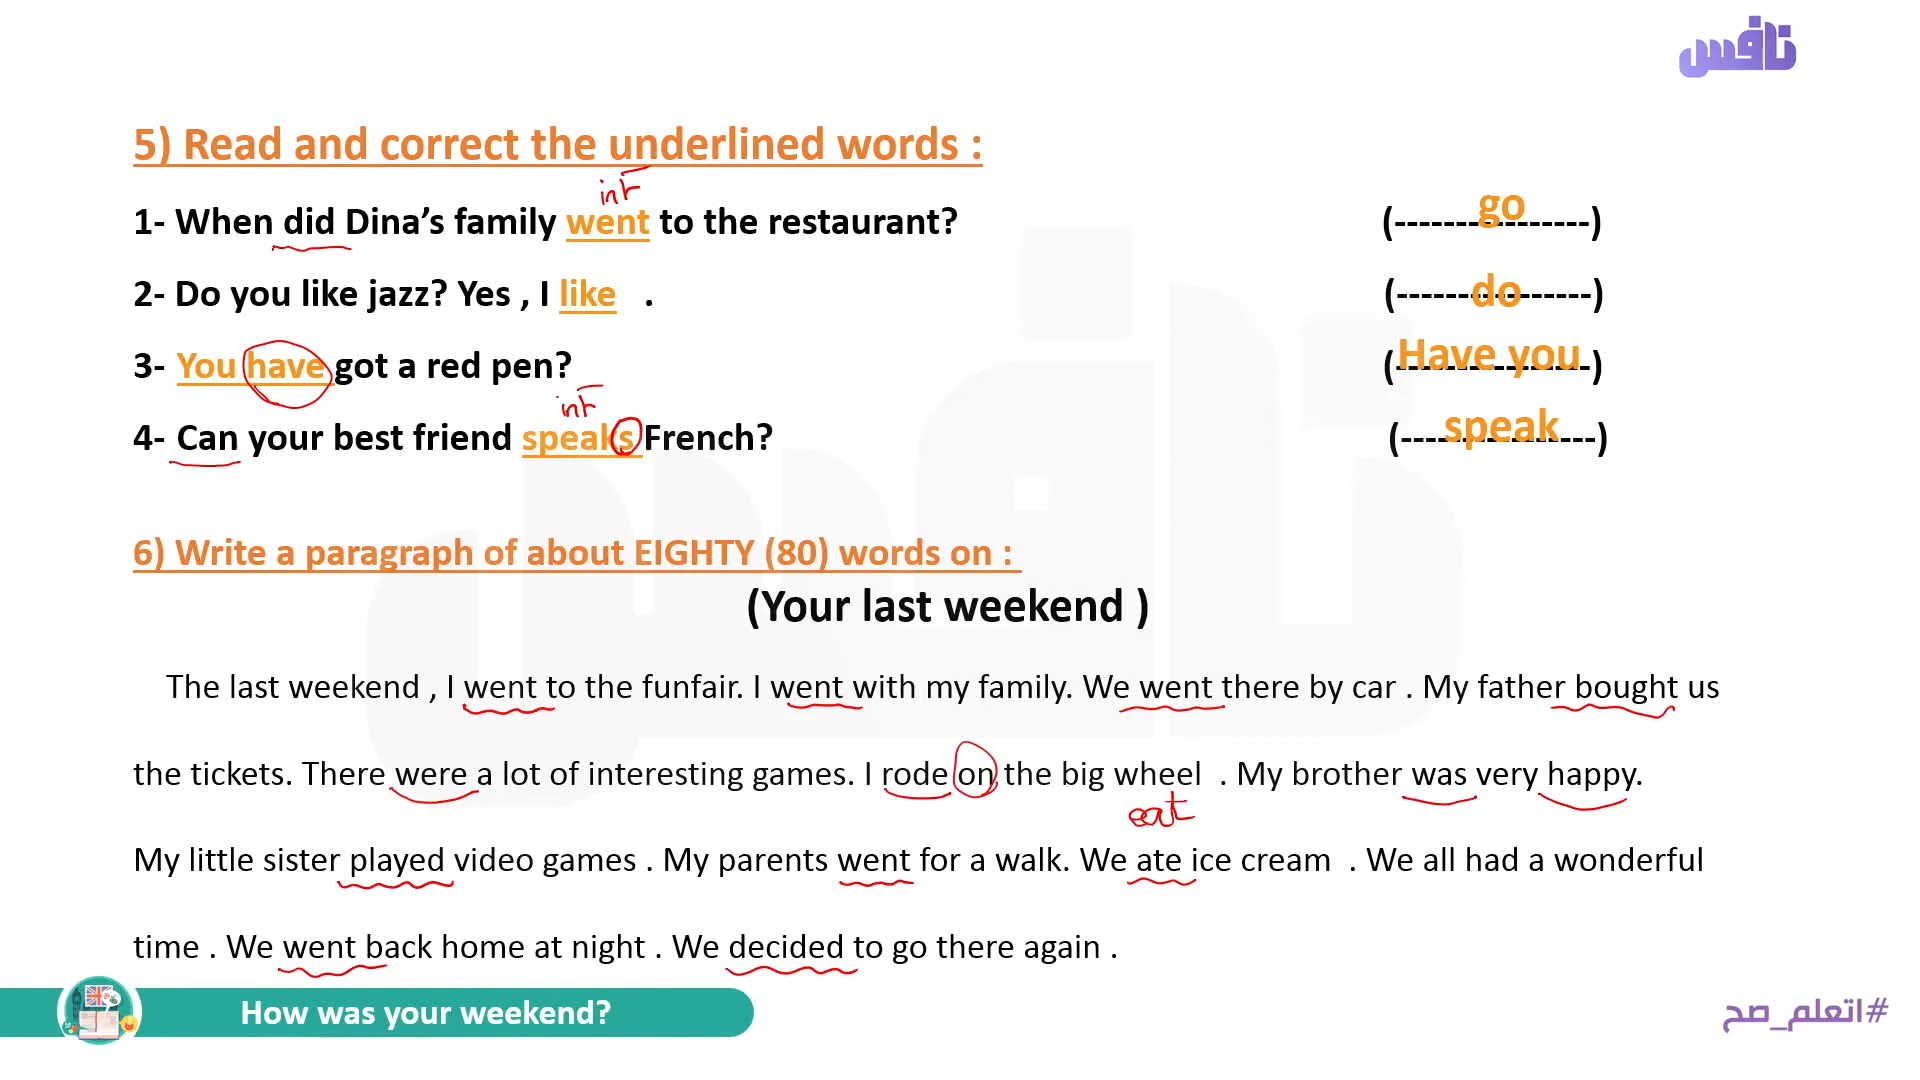 نافس
5) Read and correct the underlined words :
inf
1- When did Dina's family went to the restaurant? (----------------) go
2- Do you like jazz? Yes , I like . (----------------) do
3- You have got a red pen? (----------------) Have you
inf
4- Can your best friend speaks French? (----------------) speak
6) Write a paragraph of about EIGHTY (80) words on :
(Your last weekend )
The last weekend , I went to the funfair. I went with my family. We went there by car . My father bought us
the tickets. There were a lot of interesting games. I rode on the big wheel . My brother was very happy.
eat
My little sister played video games . My parents went for a walk. We ate ice cream . We all had a wonderful
time . We went back home at night . We decided to go there again .
How was your weekend?
#اتعلم_صح